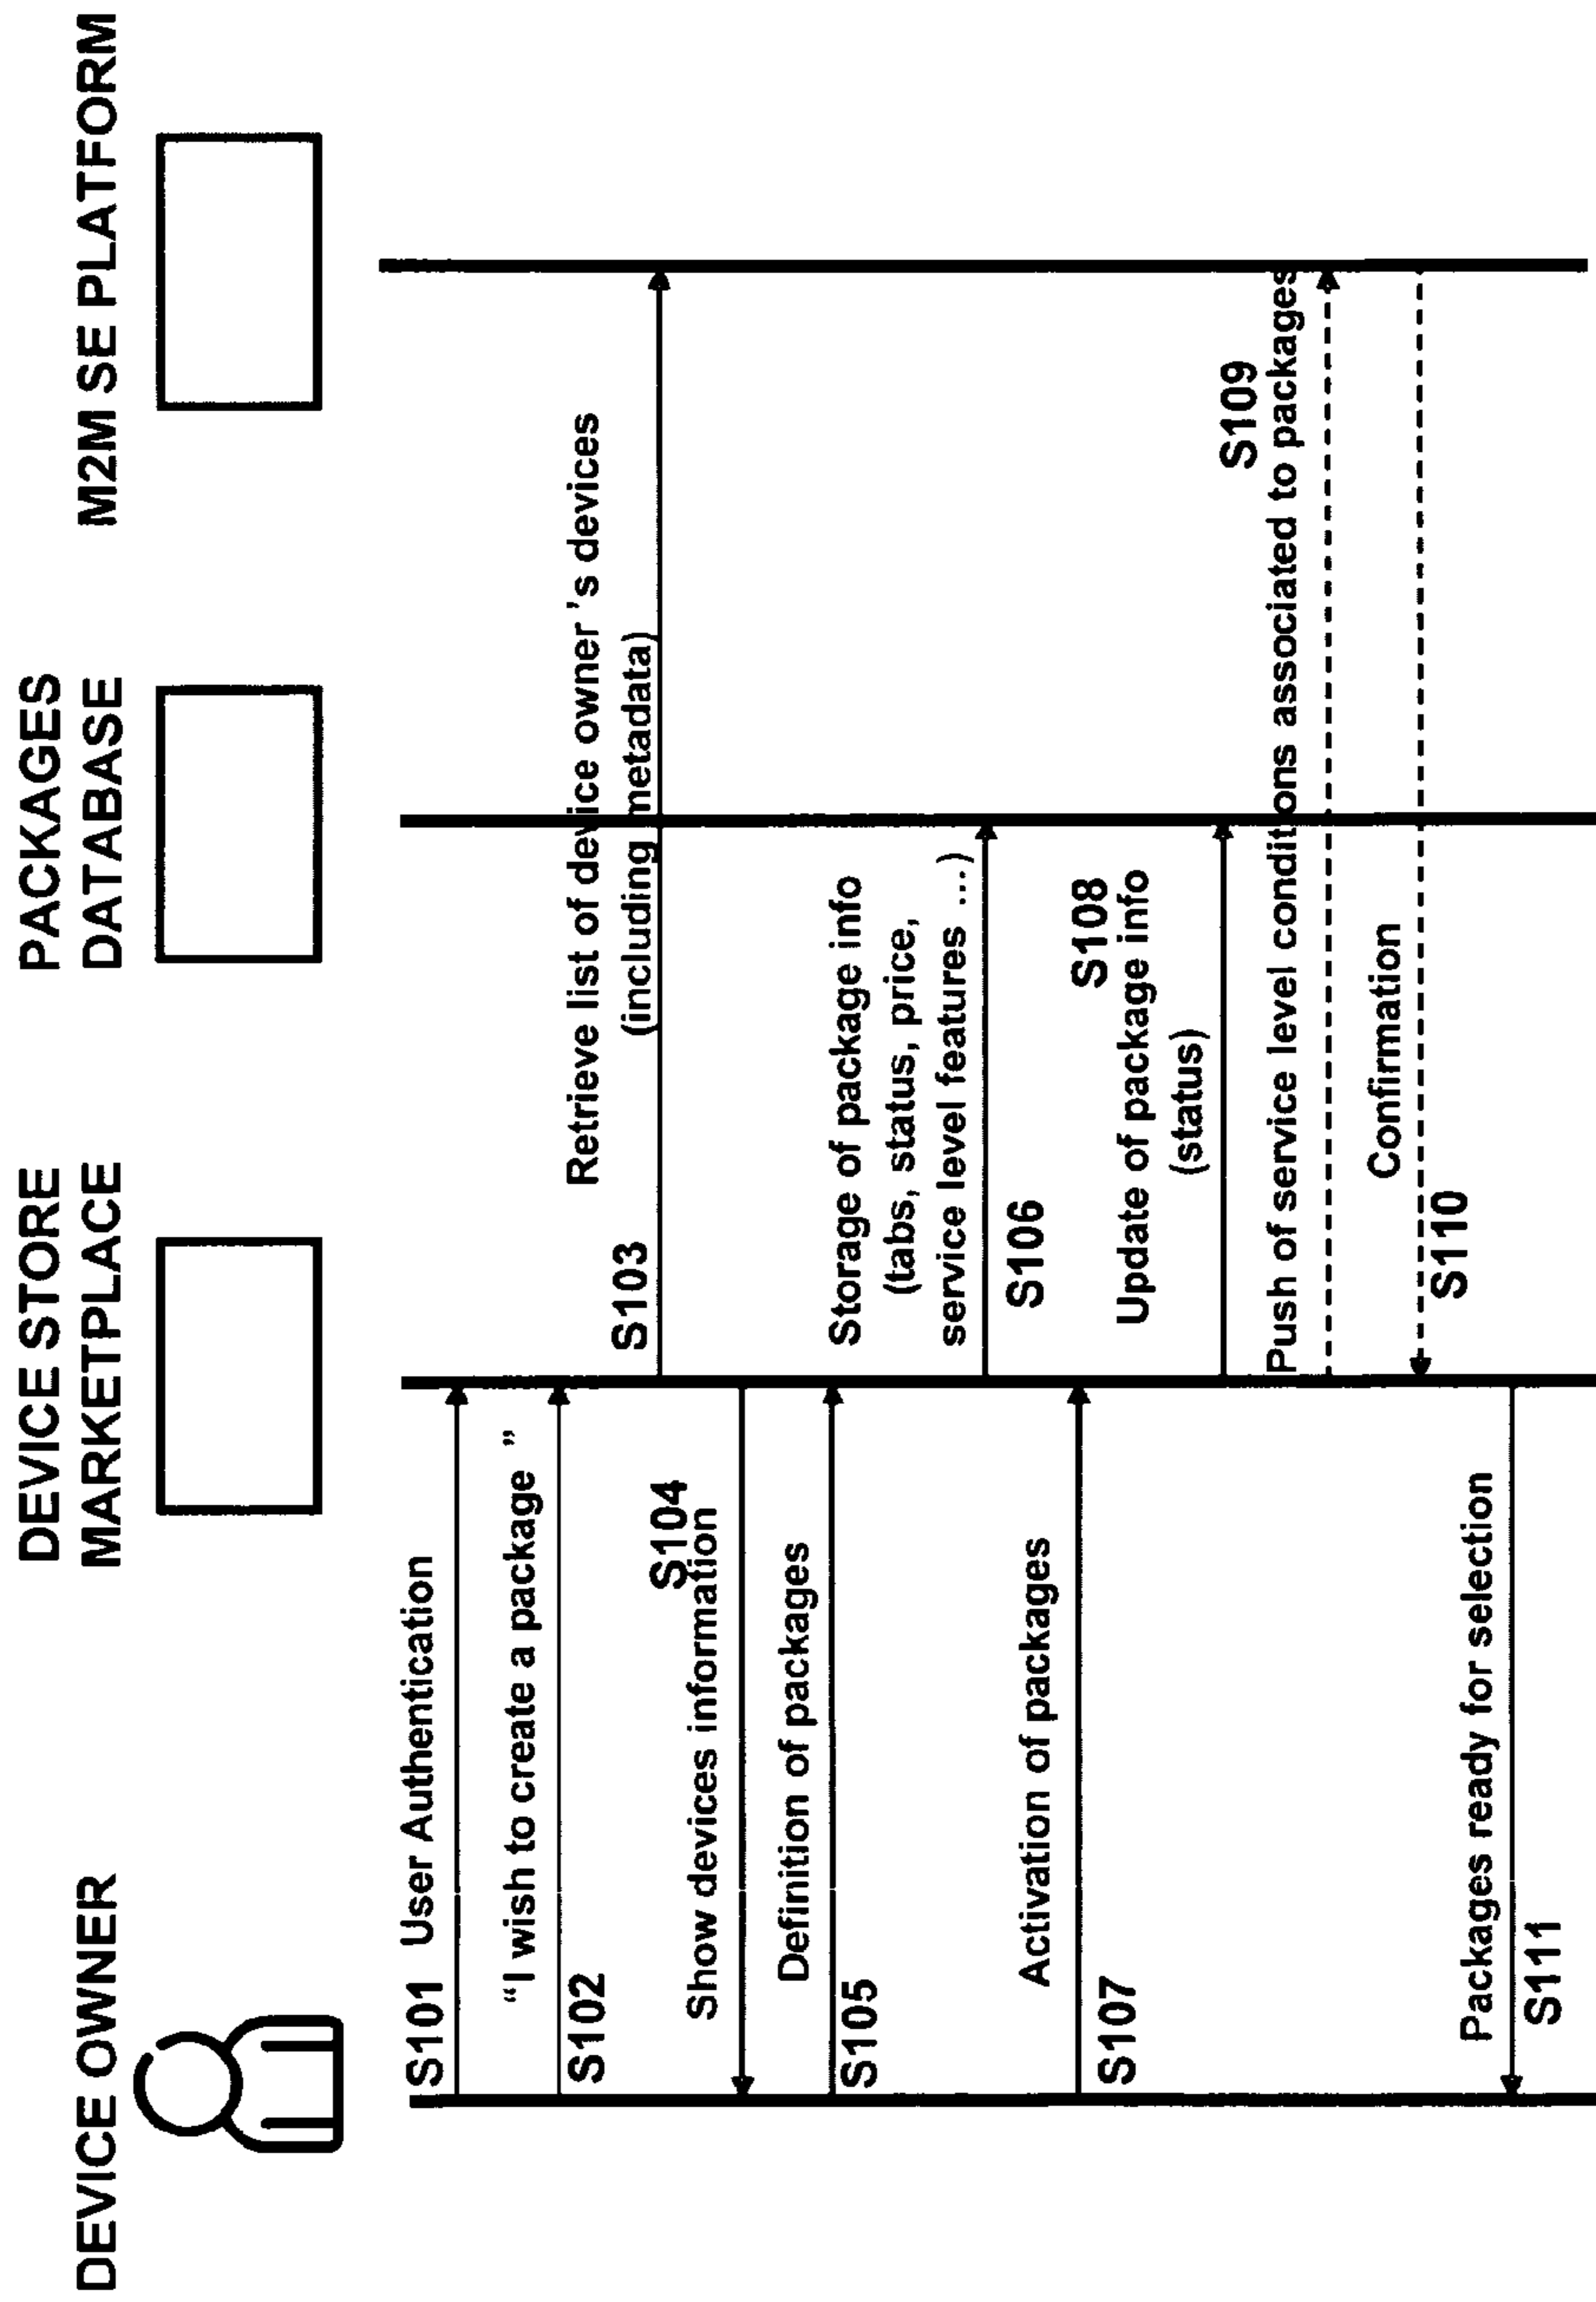 DEVICE OWNER
DEVICE STORE
MARKETPLACE
PACKAGES
DATABASE
M2M SE PLATFORM
S101 User Authentication
“I wish to create a package ”
S102
Retrieve list of device owner 's devices
(including metadata)
S103
S104
Show devices information
Definition of packages
S105
Storage of package info
(tabs, status, price,
service level features ...)
S106
Activation of packages
S107
S108
Update of package info
(status)
S109
Push of service level conditions associated to packages
Confirmation
S110
Packages ready for selection
S111